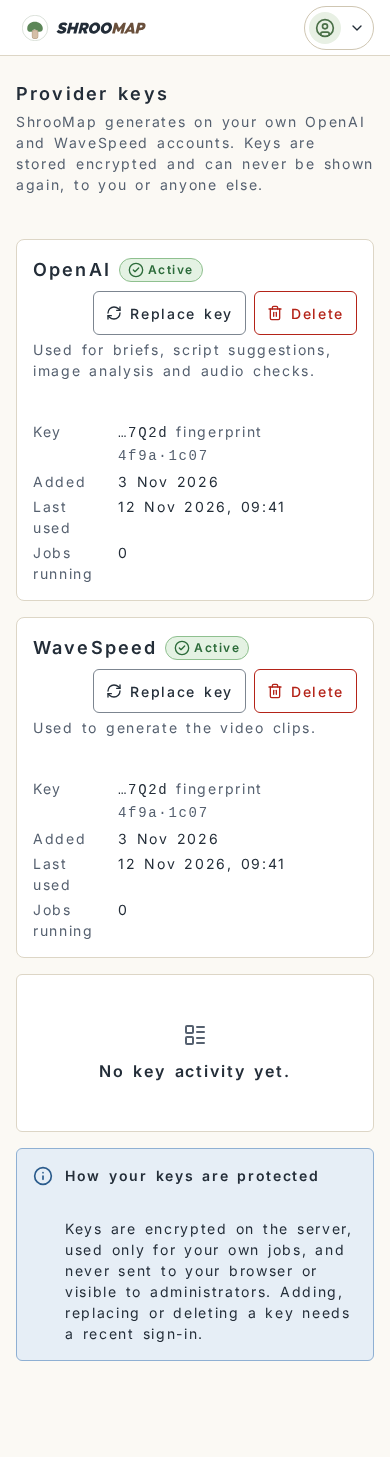 SHROOMAP
Provider keys
ShrooMap generates on your own OpenAI
and WaveSpeed accounts. Keys are
stored encrypted and can never be shown
again, to you or anyone else.
OpenAI Active
Replace key Delete
Used for briefs, script suggestions,
image analysis and audio checks.
Key …7Q2d fingerprint
4f9a·1c07
Added 3 Nov 2026
Last 12 Nov 2026, 09:41
used
Jobs 0
running
WaveSpeed Active
Replace key Delete
Used to generate the video clips.
Key …7Q2d fingerprint
4f9a·1c07
Added 3 Nov 2026
Last 12 Nov 2026, 09:41
used
Jobs 0
running
No key activity yet.
How your keys are protected
Keys are encrypted on the server,
used only for your own jobs, and
never sent to your browser or
visible to administrators. Adding,
replacing or deleting a key needs
a recent sign-in.